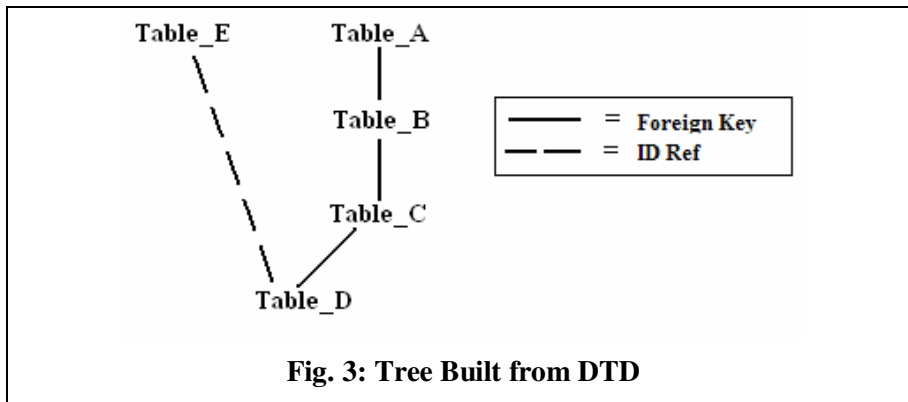 Table_E
Table_A
Table_B
= Foreign Key
= ID Ref
Table_C
Table_D
Fig. 3: Tree Built from DTD